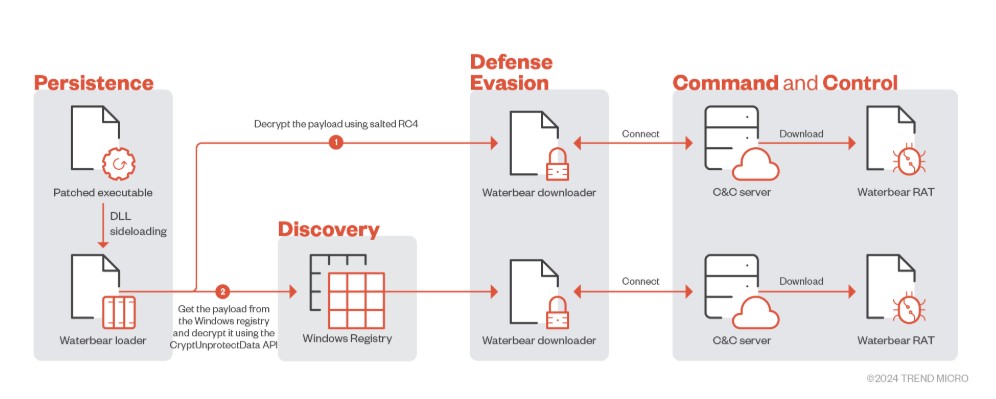 Persistence
Patched executable
DLL
sideloading
Waterbear loader
Decrypt the payload using salted RC4
1
2
Get the payload from
the Windows registry
and decrypt it using the
CryptUnprotectData API
Discovery
Windows Registry
Defense
Evasion
Waterbear downloader
Waterbear downloader
Command and Control
Connect
C&C server
Download
Waterbear RAT
Connect
C&C server
Download
Waterbear RAT
©2024 TREND MICRO